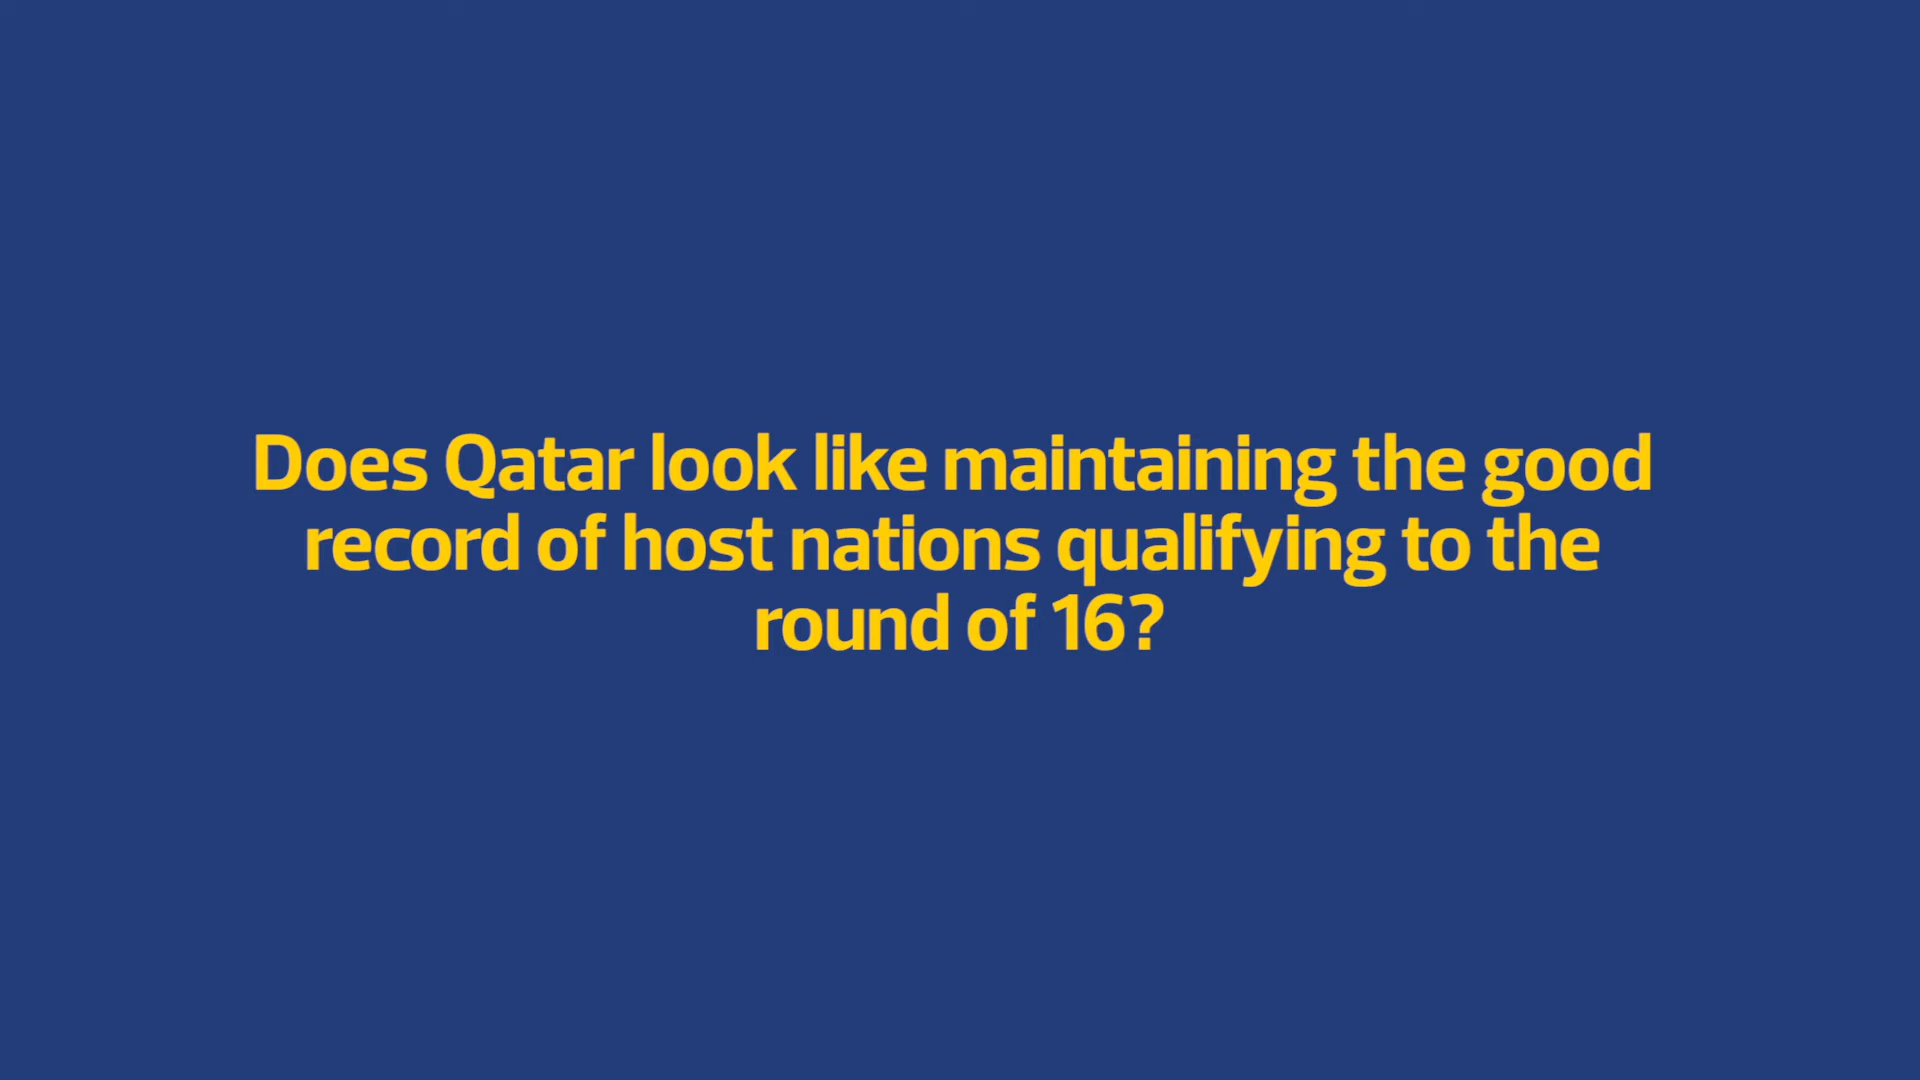 Does Qatar look like maintaining the good
record of host nations qualifying to the
round of 16?